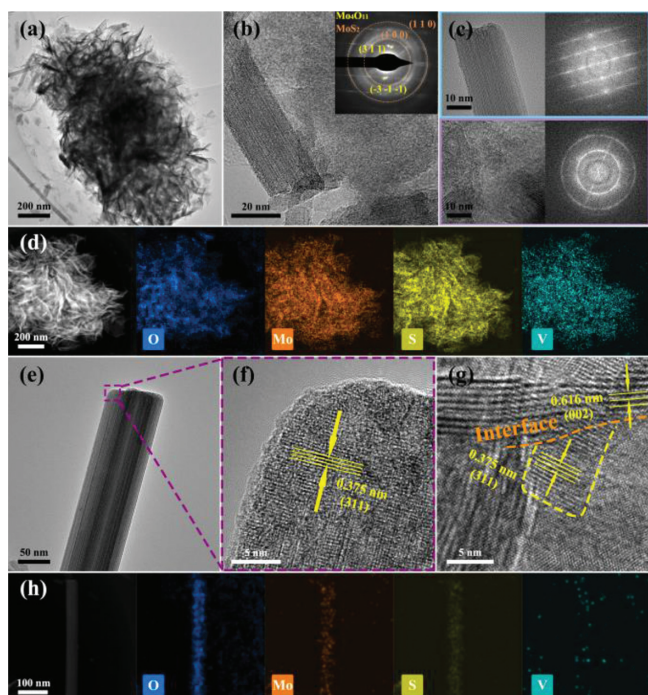 (a)
200 nm
(b)
20 nm
Mo₄O₁₁
MoS₂
(1 1 0)
(1 0 0)
(3 1 1)
(-3 -1 -1)
(c)
10 nm
10 nm
(d)
200 nm
O
Mo
S
V
(e)
50 nm
(f)
0.375 nm
(311)
5 nm
(g)
0.616 nm
(002)
Interface
0.375 nm
(311)
5 nm
(h)
100 nm
O
Mo
S
V